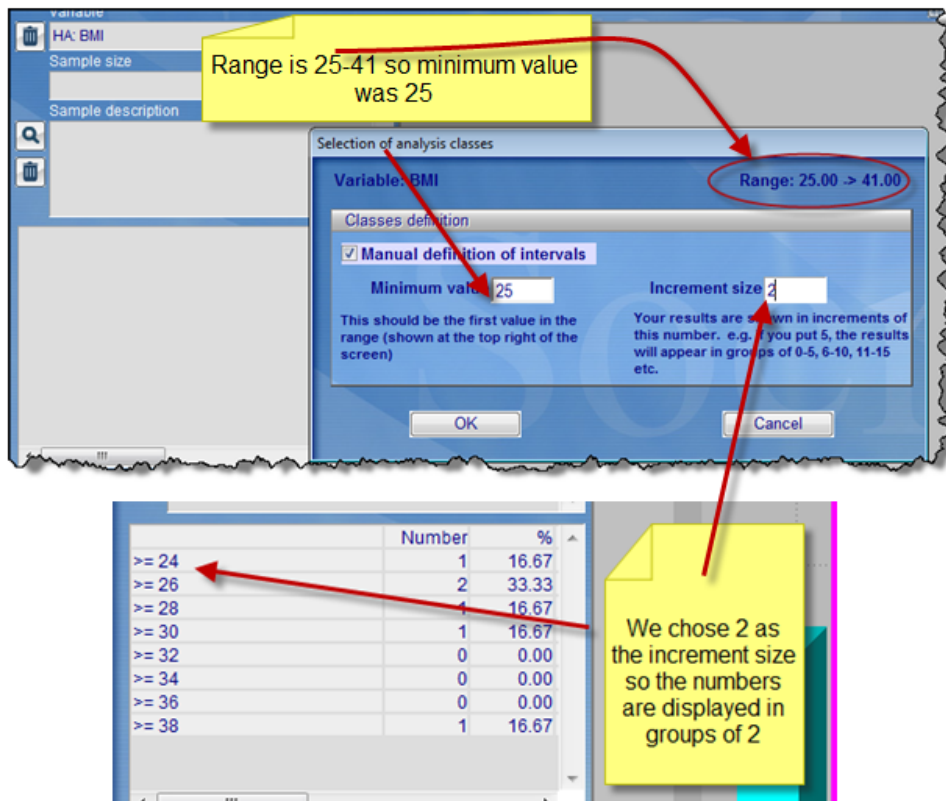 Variable
HA: BMI
Sample size
Sample description
Range is 25-41 so minimum value
was 25
Selection of analysis classes
Variable: BMI
Range: 25.00 -> 41.00
Classes definition
Manual definition of intervals
Minimum value 25
Increment size 2
This should be the first value in the
range (shown at the top right of the
screen)
Your results are shown in increments of
this number. e.g. if you put 5, the results
will appear in groups of 0-5, 6-10, 11-15
etc.
OK
Cancel
Number %
>= 24 1 16.67
>= 26 2 33.33
>= 28 1 16.67
>= 30 1 16.67
>= 32 0 0.00
>= 34 0 0.00
>= 36 0 0.00
>= 38 1 16.67
We chose 2 as
the increment size
so the numbers
are displayed in
groups of 2